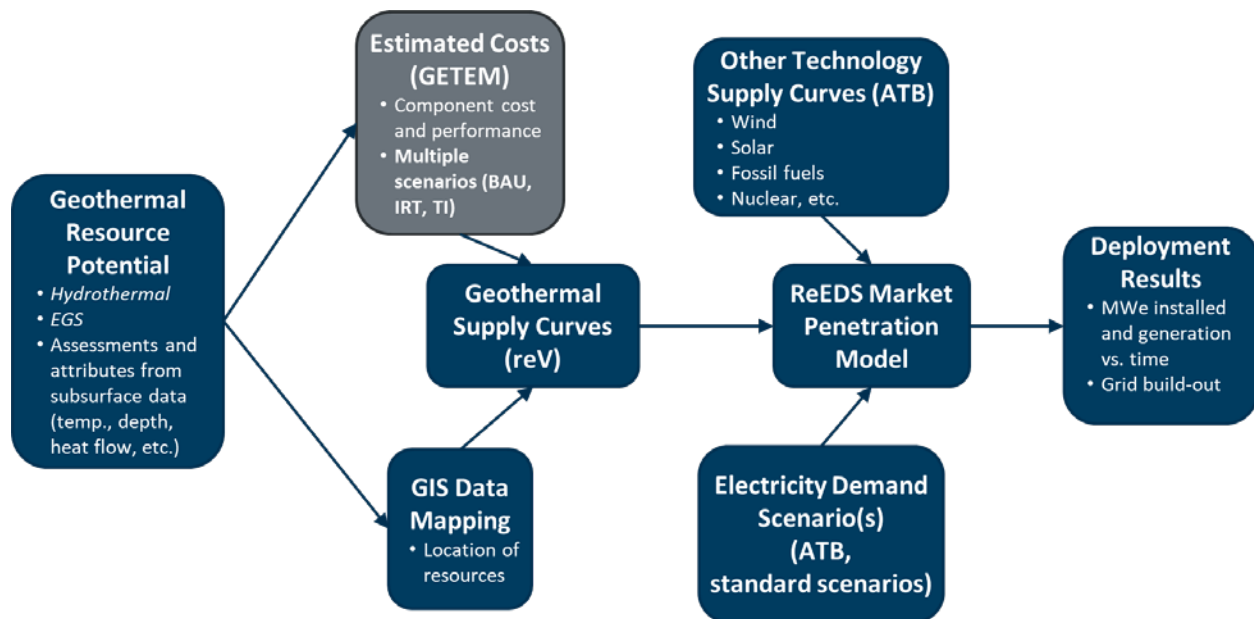 Geothermal
Resource
Potential
• Hydrothermal
• EGS
• Assessments and
attributes from
subsurface data
(temp., depth,
heat flow, etc.)
Estimated Costs
(GETEM)
• Component cost
and performance
• Multiple
scenarios (BAU,
IRT, TI)
GIS Data
Mapping
• Location of
resources
Geothermal
Supply Curves
(reV)
Other Technology
Supply Curves (ATB)
• Wind
• Solar
• Fossil fuels
• Nuclear, etc.
ReEDS Market
Penetration
Model
Electricity Demand
Scenario(s)
(ATB,
standard scenarios)
Deployment
Results
• MWe installed
and generation
vs. time
• Grid build-out